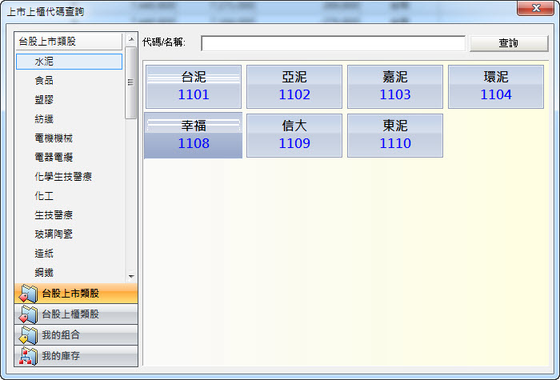 上市上櫃代碼查詢
台股上市類股
代碼/名稱:
查詢
水泥
食品
塑膠
紡纖
電機機械
電器電纜
化學生技醫療
化工
生技醫療
玻璃陶瓷
造紙
鋼鐵
台泥
1101
亞泥
1102
嘉泥
1103
環泥
1104
幸福
1108
信大
1109
東泥
1110
台股上市類股
台股上櫃類股
我的組合
我的庫存